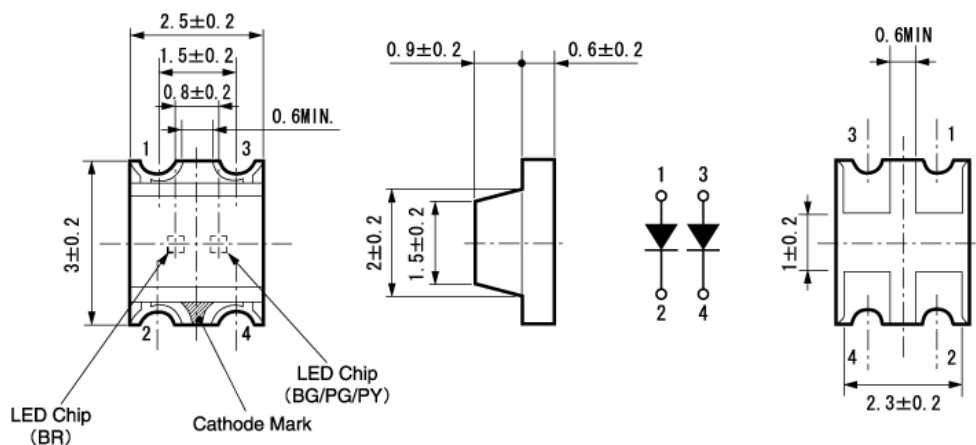 2.5±0.2
1.5±0.2
0.8±0.2
0.6MIN.
1 3
3±0.2
2 4
LED Chip
(BR)
Cathode Mark
LED Chip
(BG/PG/PY)
0.9±0.2 0.6±0.2
2±0.2
1.5±0.2
1 3
2 4
0.6MIN
3 1
1±0.2
4 2
2.3±0.2